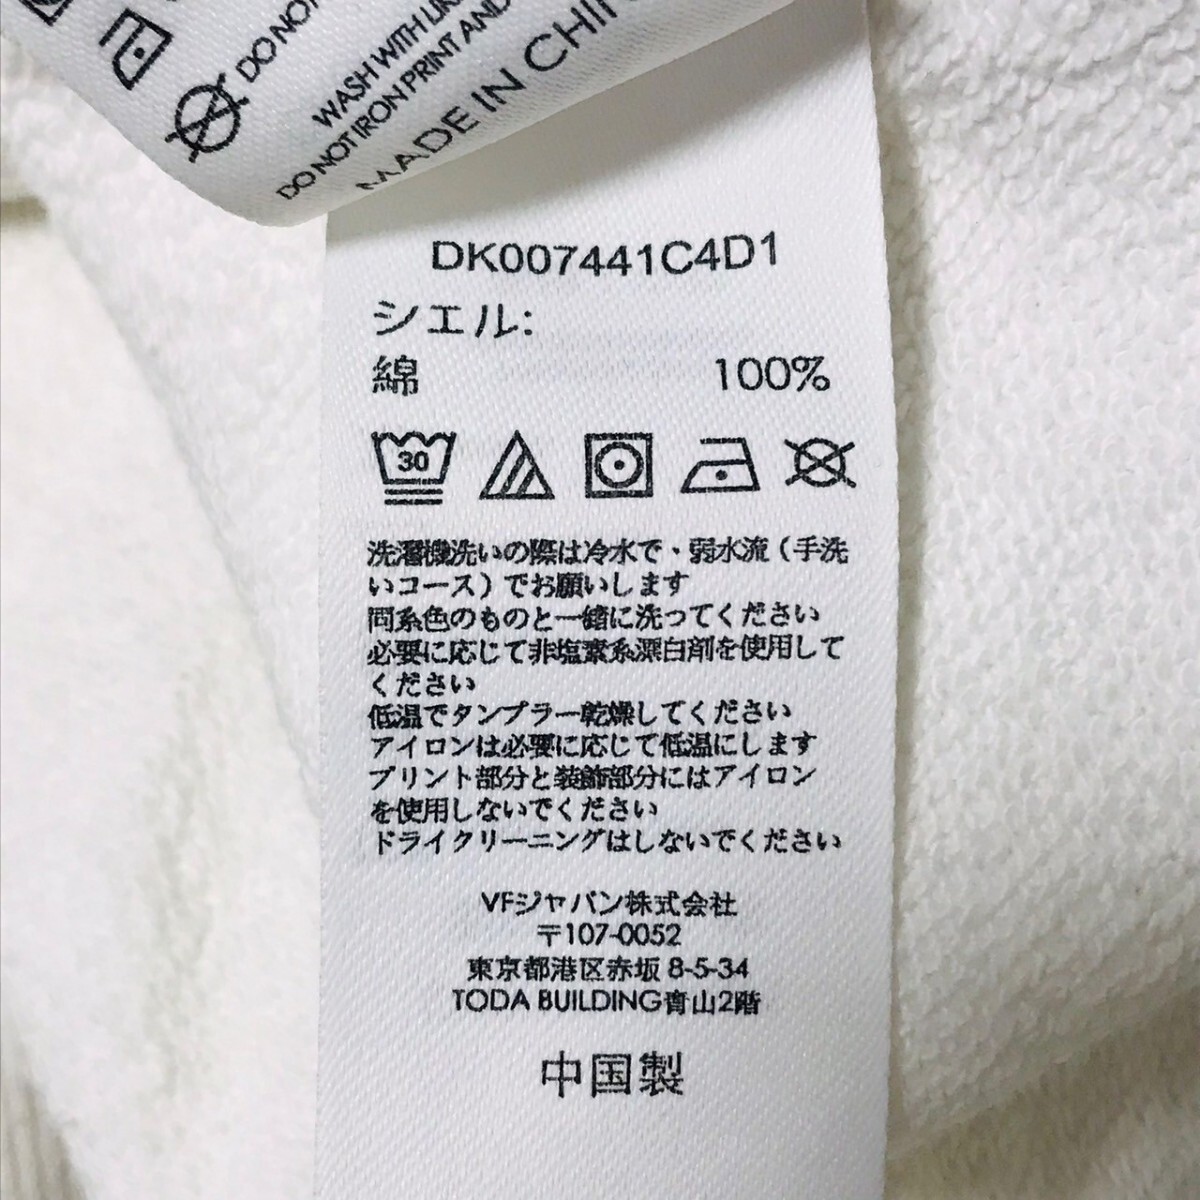 DO NO
WASH WITH LIK
DO NOT IRON PRINT AND
MADE IN CHIN
DK007441C4D1
シエル:
綿 100%
30
洗濯機洗いの際は冷水で・弱水流(手洗
いコース)でお願いします
同系色のものと一緒に洗ってください
必要に応じて非塩素系漂白剤を使用して
ください
低温でタンブラー乾燥してください
アイロンは必要に応じて低温にします
プリント部分と装飾部分にはアイロン
を使用しないでください
ドライクリーニングはしないでください
VFジャパン株式会社
〒107-0052
東京都港区赤坂 8-5-34
TODA BUILDING青山2階
中国製